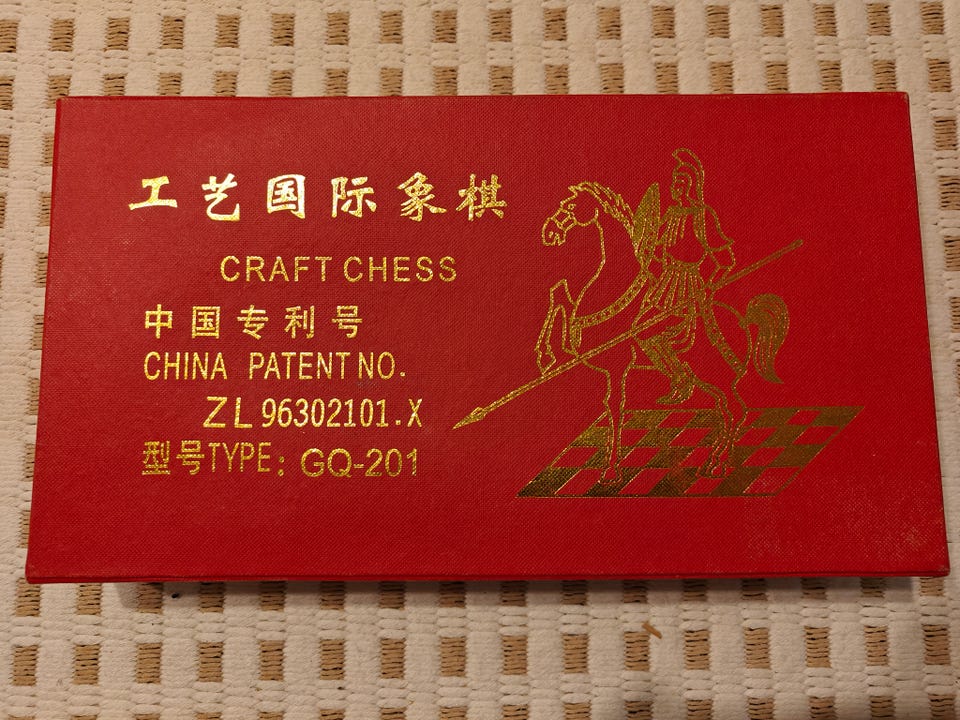 工艺国际象棋
CRAFT CHESS
中国专利号
CHINA PATENT NO.
ZL 96302101.X
型号TYPE: GQ-201